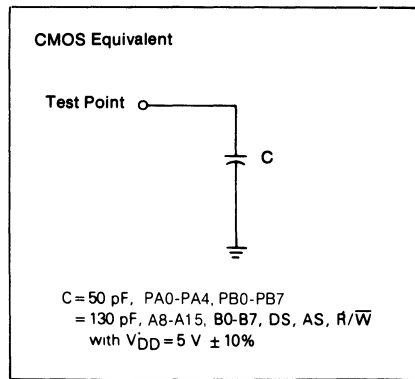 CMOS Equivalent
Test Point
C
C = 50 pF, PA0-PA4, PB0-PB7
= 130 pF, A8-A15, B0-B7, DS, AS, R/W̅
with VDD = 5 V ± 10%